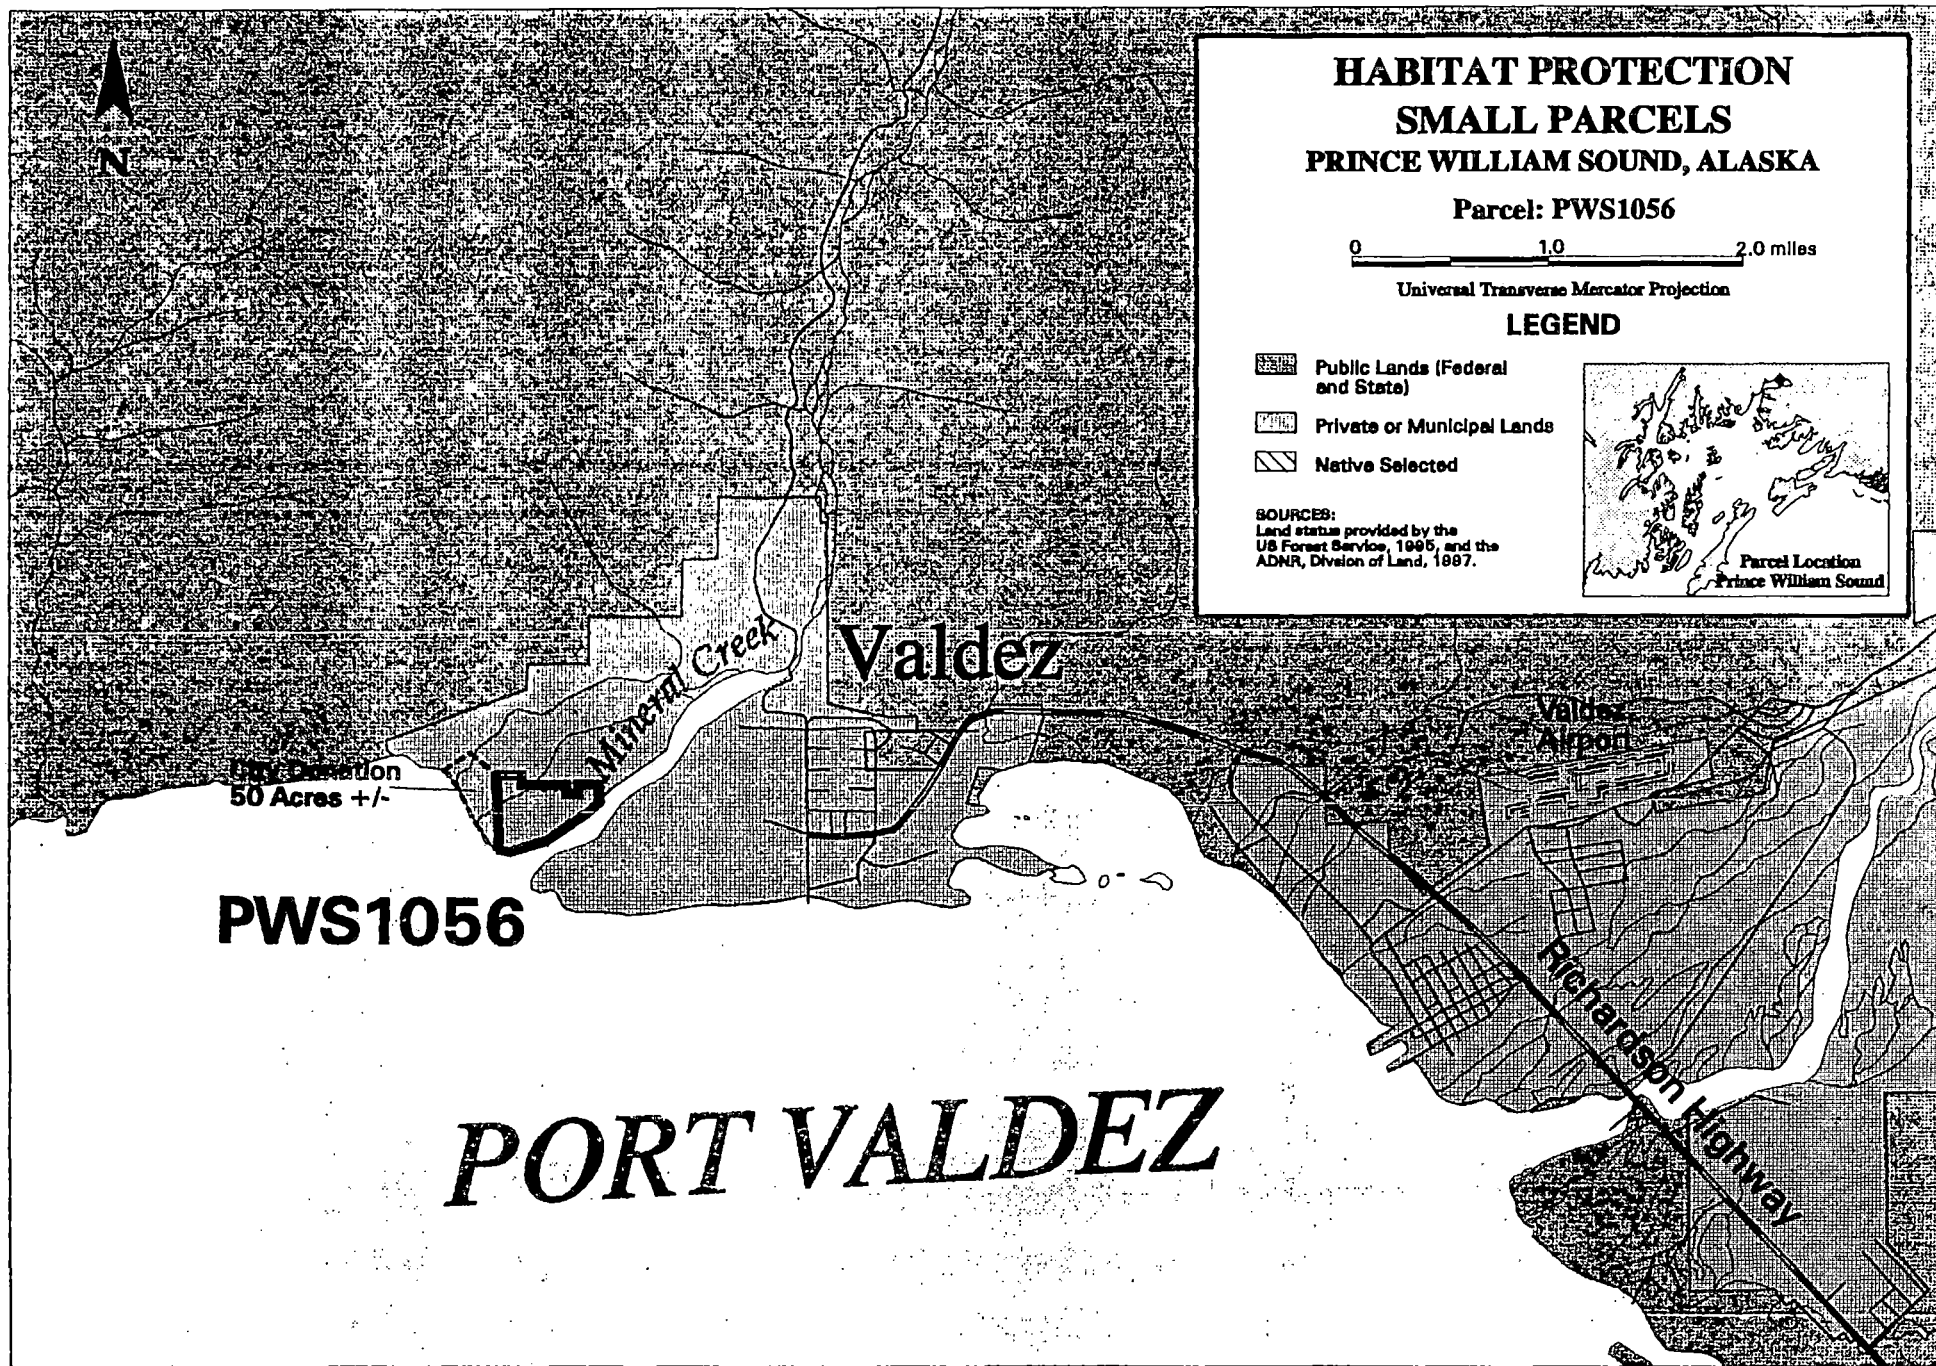 N
HABITAT PROTECTION
SMALL PARCELS
PRINCE WILLIAM SOUND, ALASKA
Parcel: PWS1056
0 1.0 2.0 miles
Universal Transverse Mercator Projection
LEGEND
Public Lands (Federal
and State)
Private or Municipal Lands
Native Selected
SOURCES:
Land status provided by the
US Forest Service, 1995, and the
ADNR, Division of Land, 1997.
Parcel Location
Prince William Sound
Mineral Creek
Valdez
Valdez
Airport
City Donation
50 Acres +/-
PWS1056
Richardson Highway
PORT VALDEZ